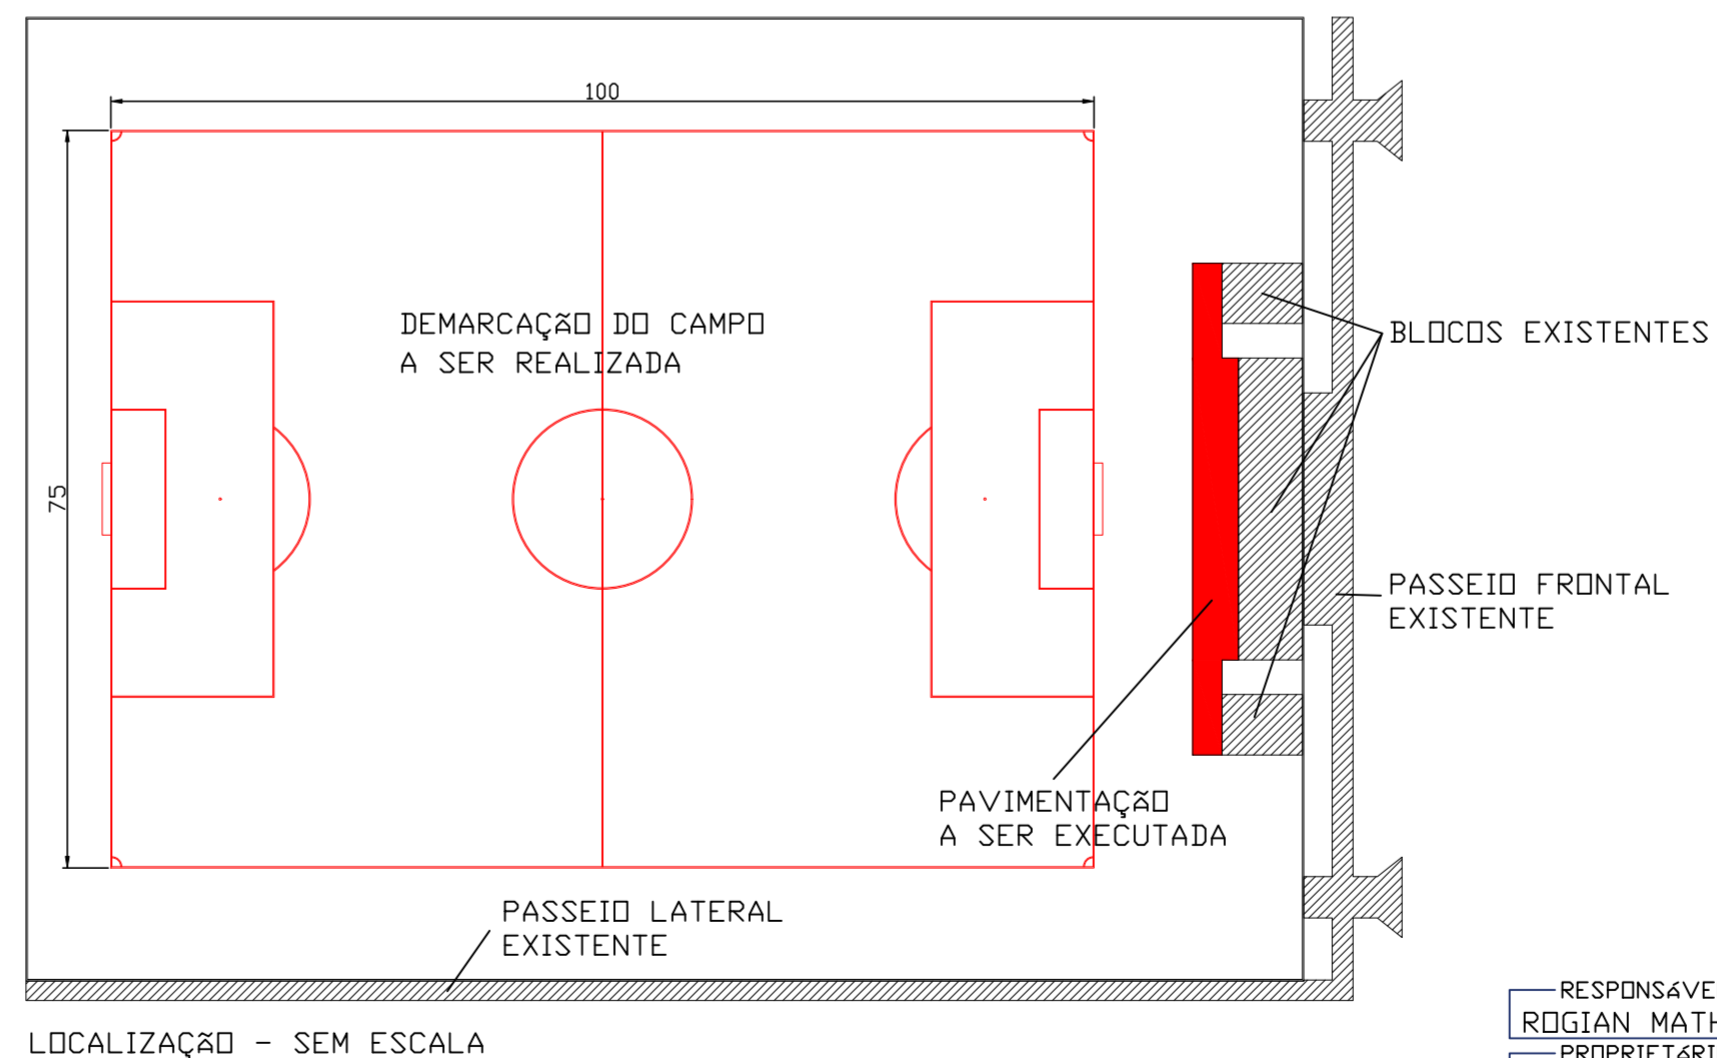 100
75
DEMARCAÇÃO DO CAMPO
A SER REALIZADA
BLOCOS EXISTENTES
PASSEIO FRONTAL
EXISTENTE
PAVIMENTAÇÃO
A SER EXECUTADA
PASSEIO LATERAL
EXISTENTE
LOCALIZAÇÃO - SEM ESCALA
RESPONSÁVE
ROGIAN MATH
PROPRIETÁRI